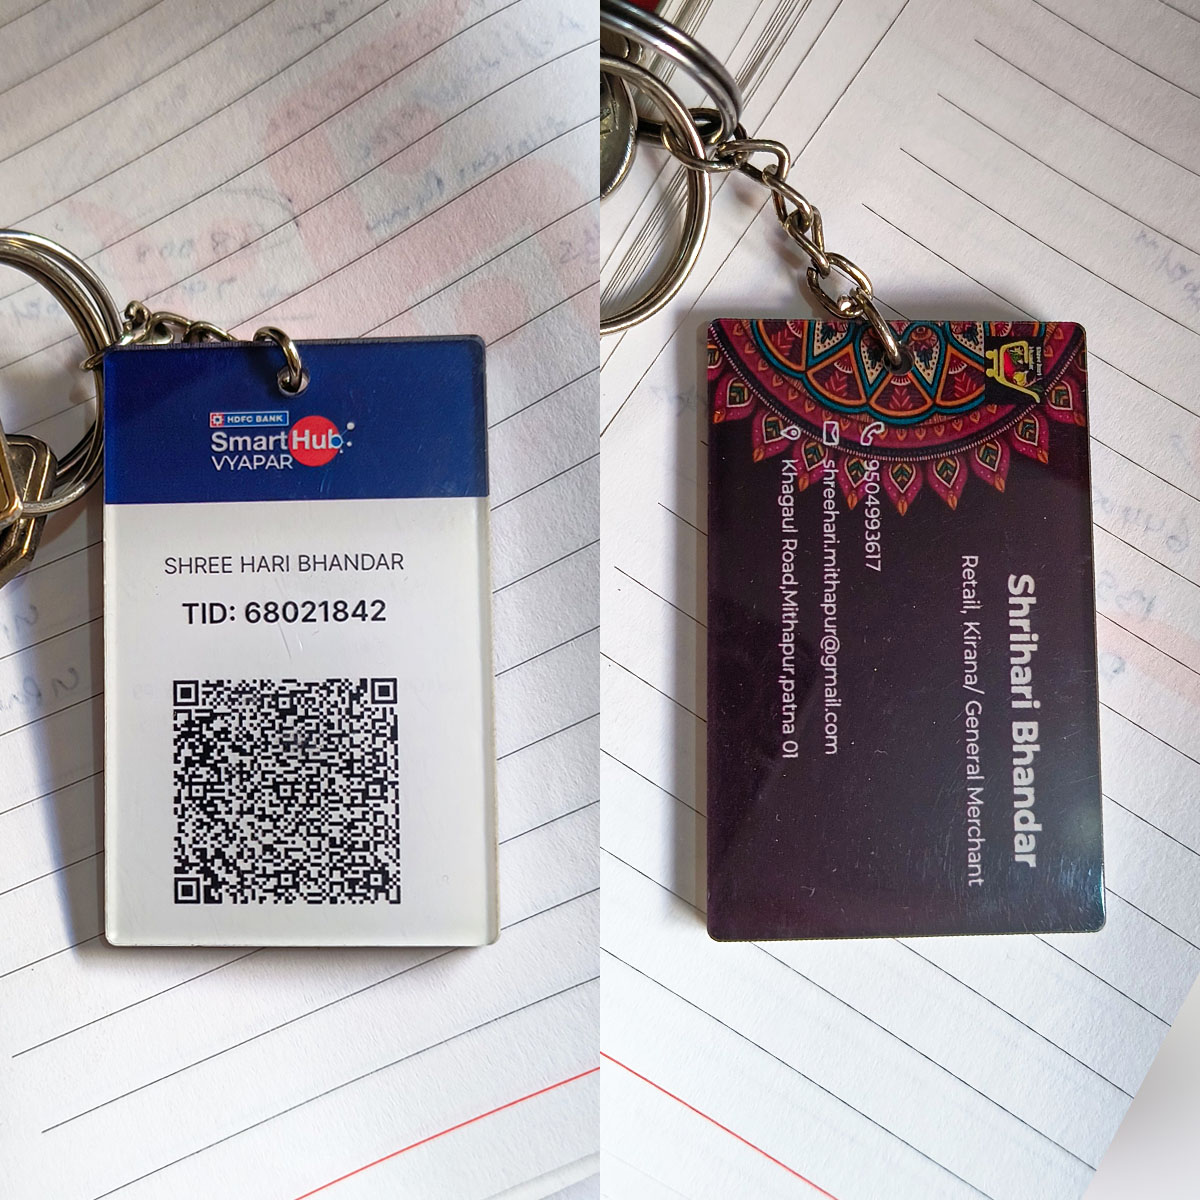 HDFC BANK
SmartHub
VYAPAR
SHREE HARI BHANDAR
TID: 68021842
Shrihari Bhandar
Retail, Kirana/ General Merchant
9504993617
shreehari.mithapur@gmail.com
Khagaul Road,Mithapur,patna 01